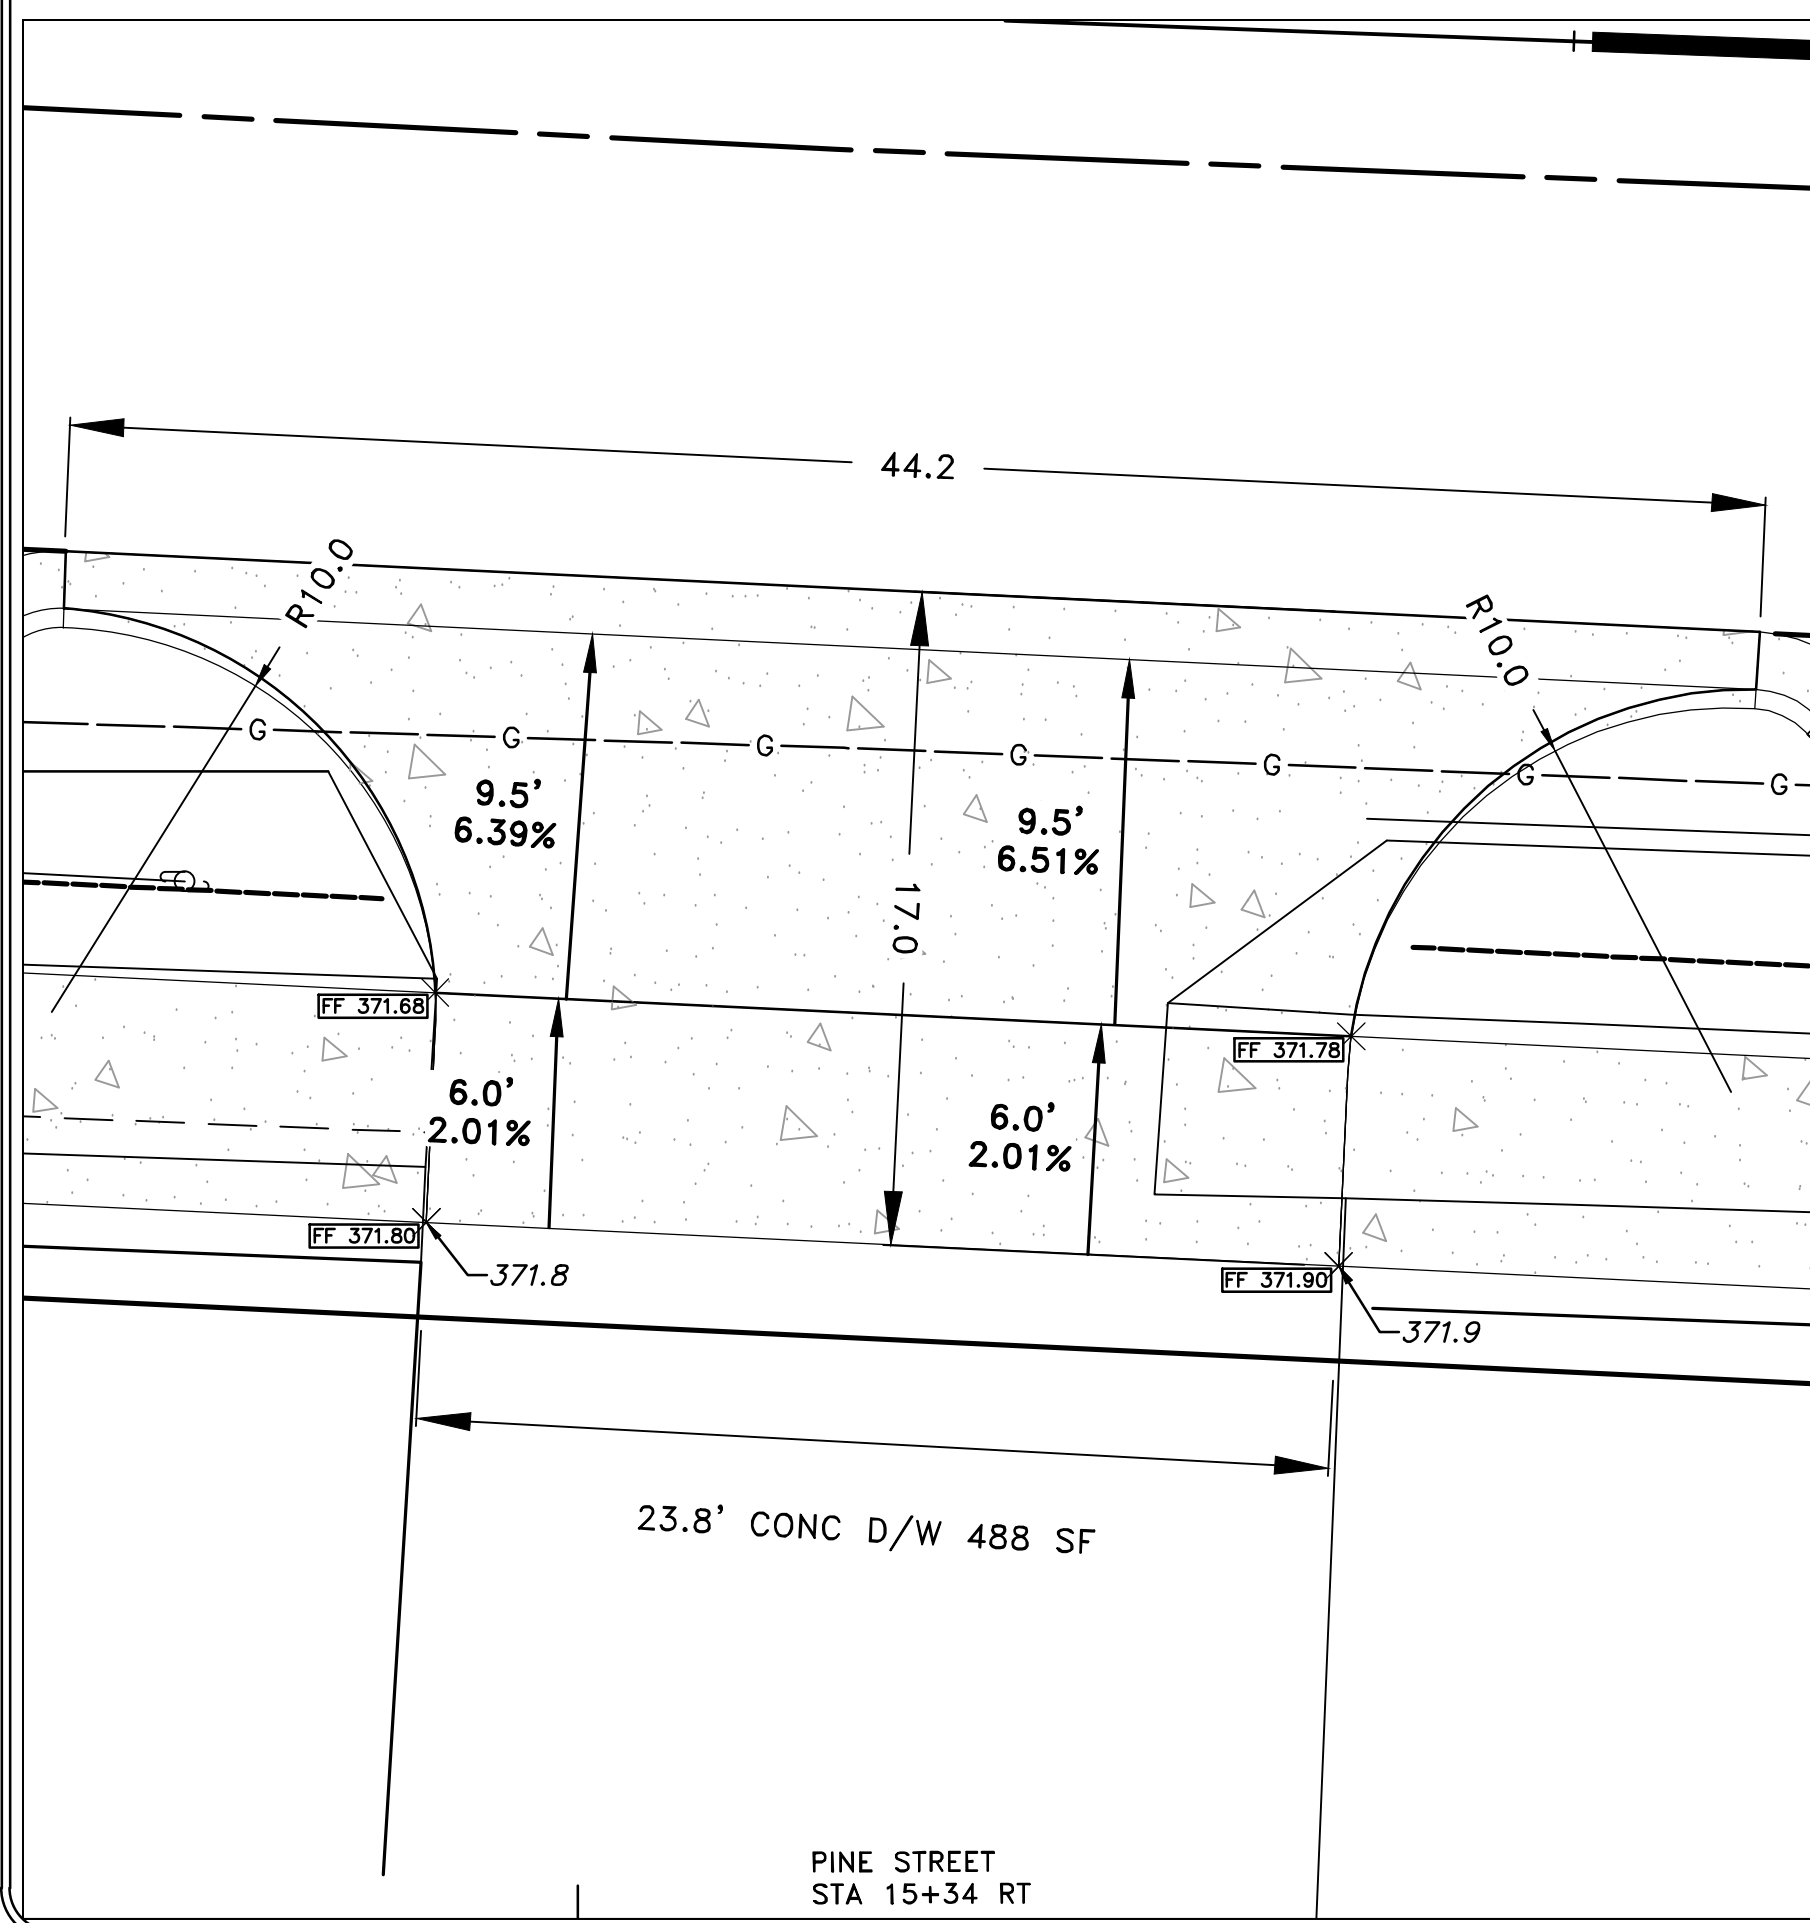 44.2
R10.0
R10.0
G G G G G G G
9.5'
6.39%
9.5'
6.51%
17.0
FF 371.68
FF 371.78
6.0'
2.01%
6.0'
2.01%
FF 371.80
371.8
FF 371.90
371.9
23.8' CONC D/W 488 SF
PINE STREET
STA 15+34 RT